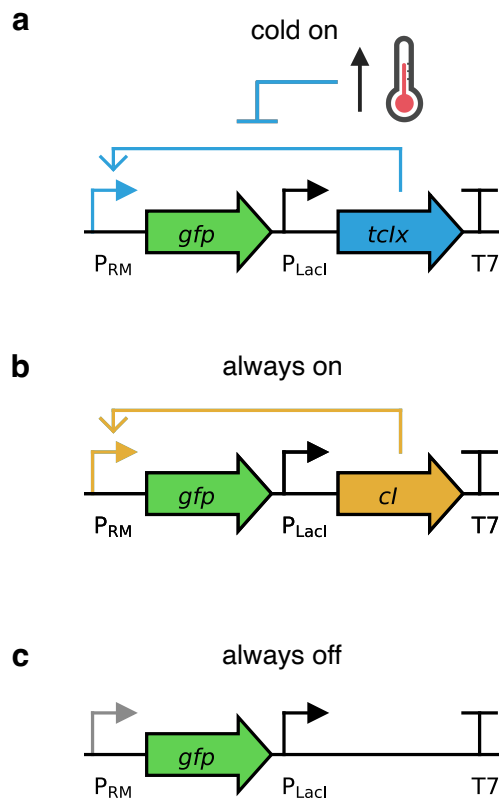 a
cold on
gfp
tcIx
P_RM
P_LacI
T7
b
always on
gfp
cI
P_RM
P_LacI
T7
c
always off
gfp
P_RM
P_LacI
T7